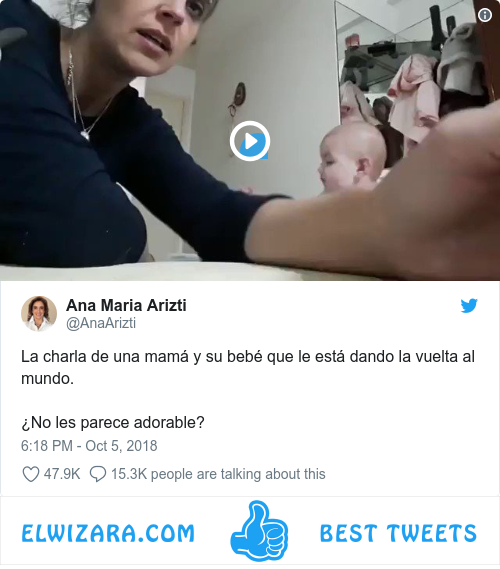 Ana Maria Arizti
@AnaArizti
La charla de una mamá y su bebé que le está dando la vuelta al
mundo.
¿No les parece adorable?
6:18 PM - Oct 5, 2018
47.9K 15.3K people are talking about this
ELWIZARA.COM BEST TWEETS